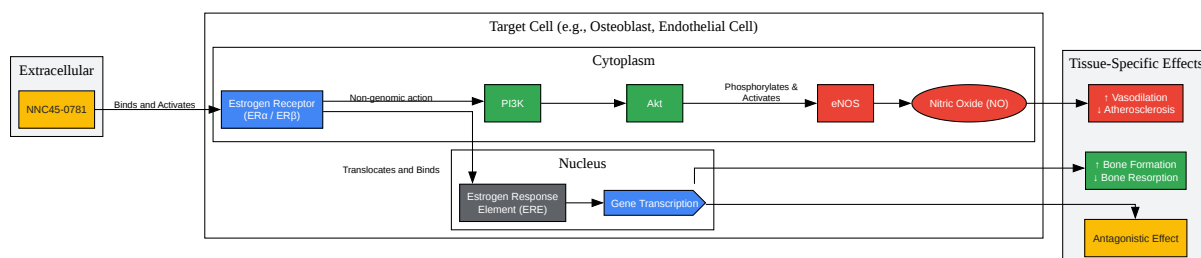 Target Cell (e.g., Osteoblast, Endothelial Cell)
Extracellular
NNC45-0781
Binds and Activates
Cytoplasm
Estrogen Receptor
(ERα / ERβ)
Non-genomic action
PI3K
Akt
Phosphorylates &
Activates
eNOS
Nitric Oxide (NO)
Translocates and Binds
Nucleus
Estrogen Response
Element (ERE)
Gene Transcription
Tissue-Specific Effects
↑ Vasodilation
↓ Atherosclerosis
↑ Bone Formation
↓ Bone Resorption
Antagonistic Effect